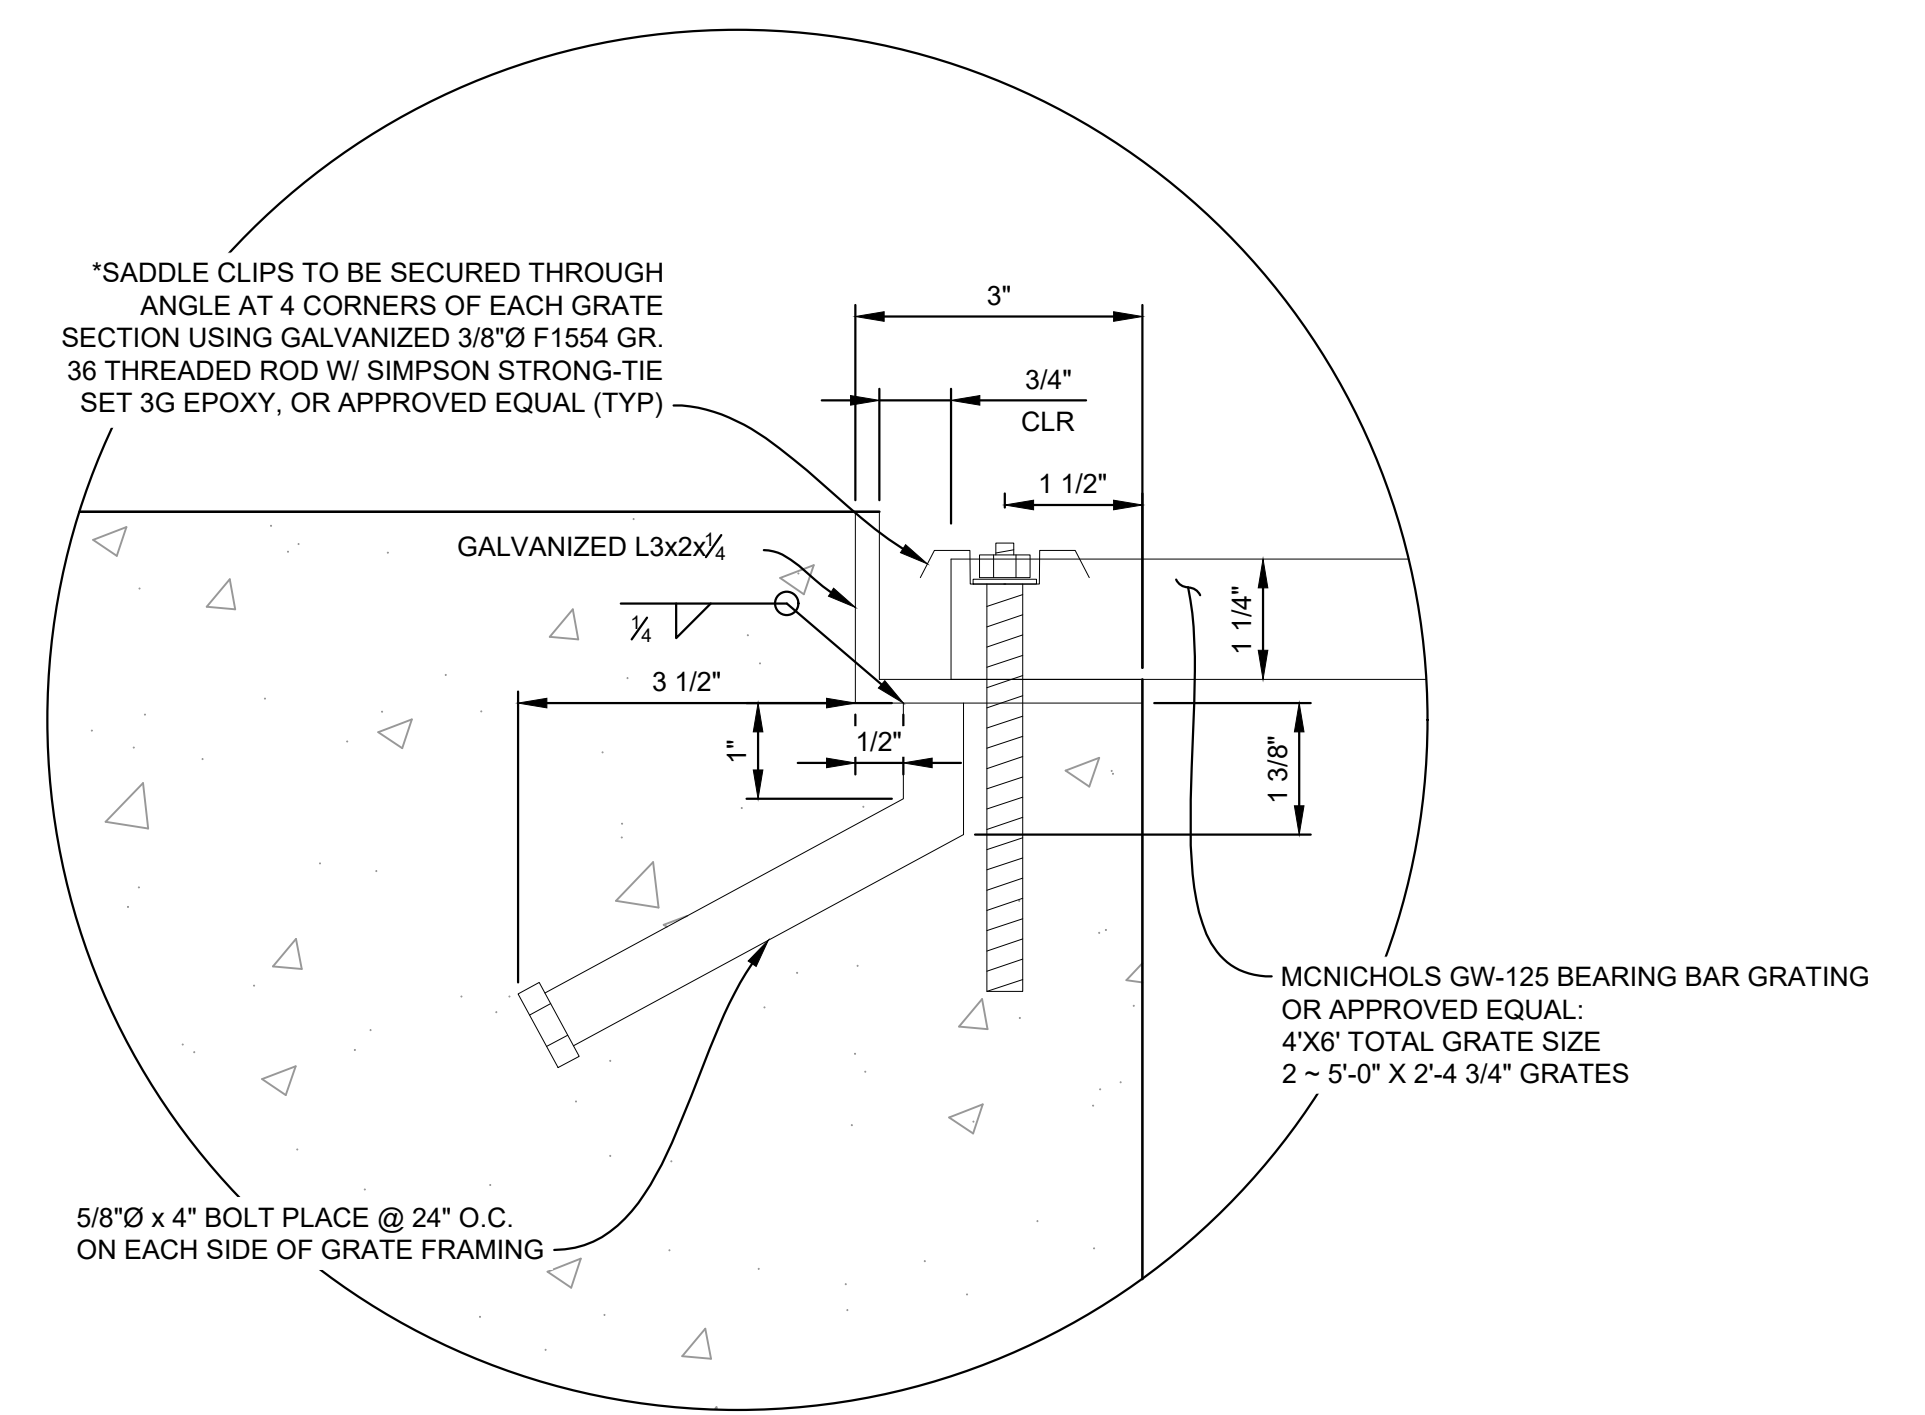 *SADDLE CLIPS TO BE SECURED THROUGH
ANGLE AT 4 CORNERS OF EACH GRATE
SECTION USING GALVANIZED 3/8"Ø F1554 GR.
36 THREADED ROD W/ SIMPSON STRONG-TIE
SET 3G EPOXY, OR APPROVED EQUAL (TYP)
3"
3/4"
CLR
1 1/2"
GALVANIZED L3x2x1/4
1/4
1 1/4"
3 1/2"
1"
1/2"
1 3/8"
MCNICHOLS GW-125 BEARING BAR GRATING
OR APPROVED EQUAL:
4'X6' TOTAL GRATE SIZE
2 ~ 5'-0" X 2'-4 3/4" GRATES
5/8"Ø x 4" BOLT PLACE @ 24" O.C.
ON EACH SIDE OF GRATE FRAMING